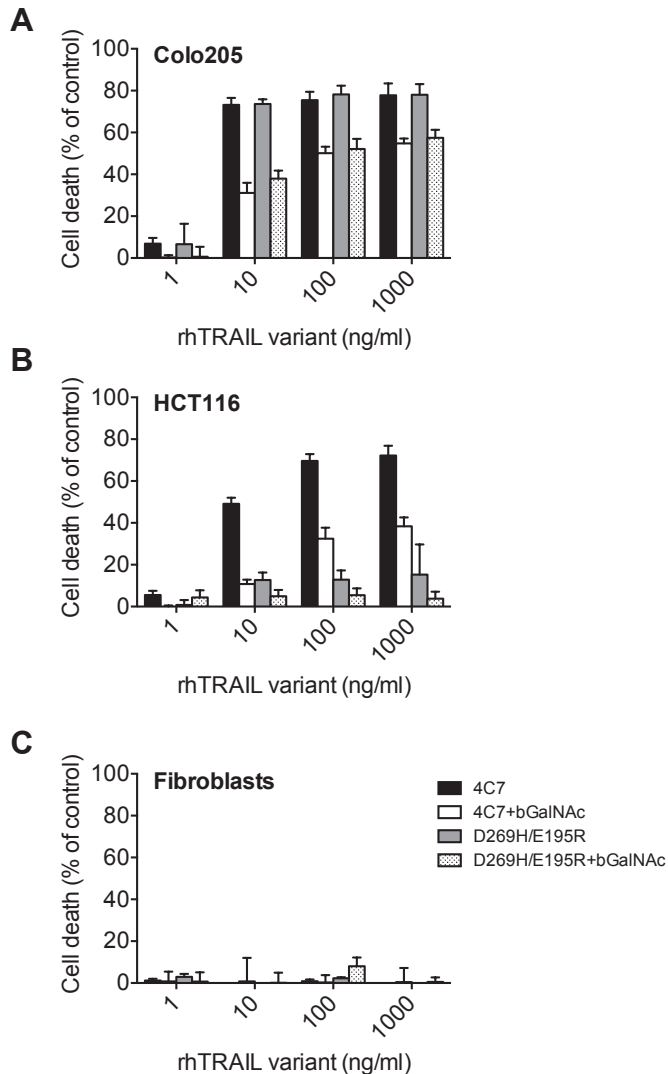 A
Colo205
100
80
60
40
20
0
Cell death (% of control)
1
10
100
1000
rhTRAIL variant (ng/ml)
B
HCT116
100
80
60
40
20
0
Cell death (% of control)
1
10
100
1000
rhTRAIL variant (ng/ml)
C
Fibroblasts
100
80
60
40
20
0
Cell death (% of control)
1
10
100
1000
rhTRAIL variant (ng/ml)
4C7
4C7+bGalNAc
D269H/E195R
D269H/E195R+bGalNAc